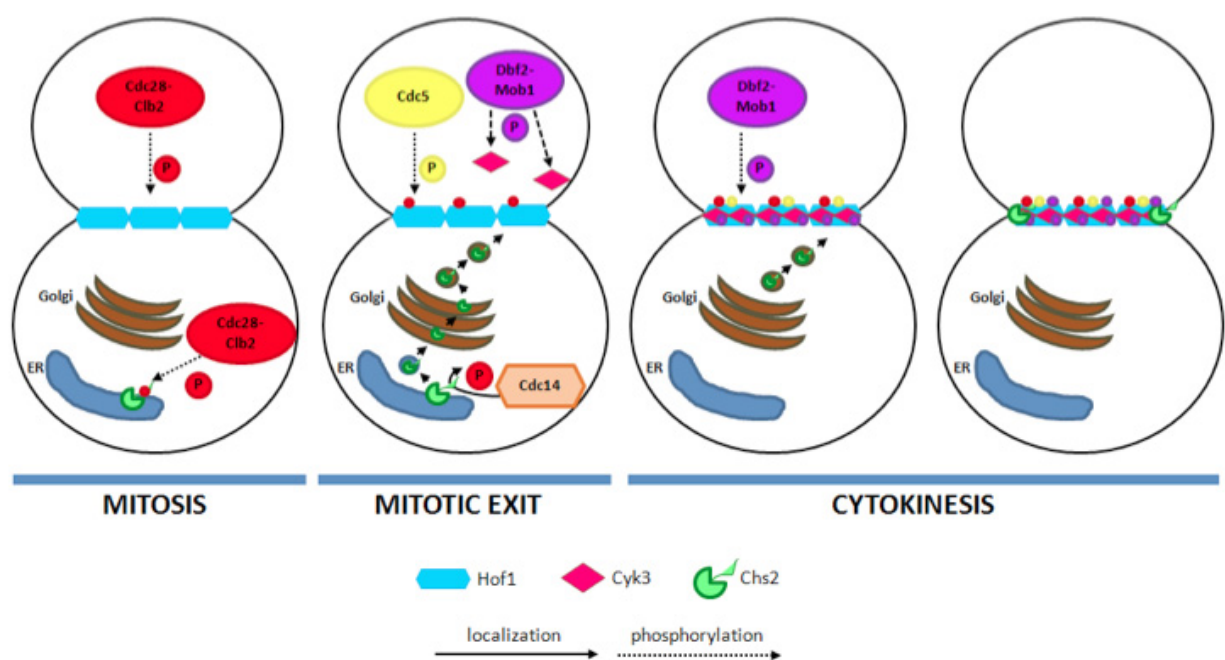 Cdc28-
Clb2
P
Golgi
Cdc28-
Clb2
ER
P
Cdc5
Dbf2-
Mob1
P
P
Golgi
ER
P
Cdc14
Dbf2-
Mob1
P
Golgi
ER
Golgi
ER
MITOSIS
MITOTIC EXIT
CYTOKINESIS
Hof1
Cyk3
Chs2
localization
phosphorylation